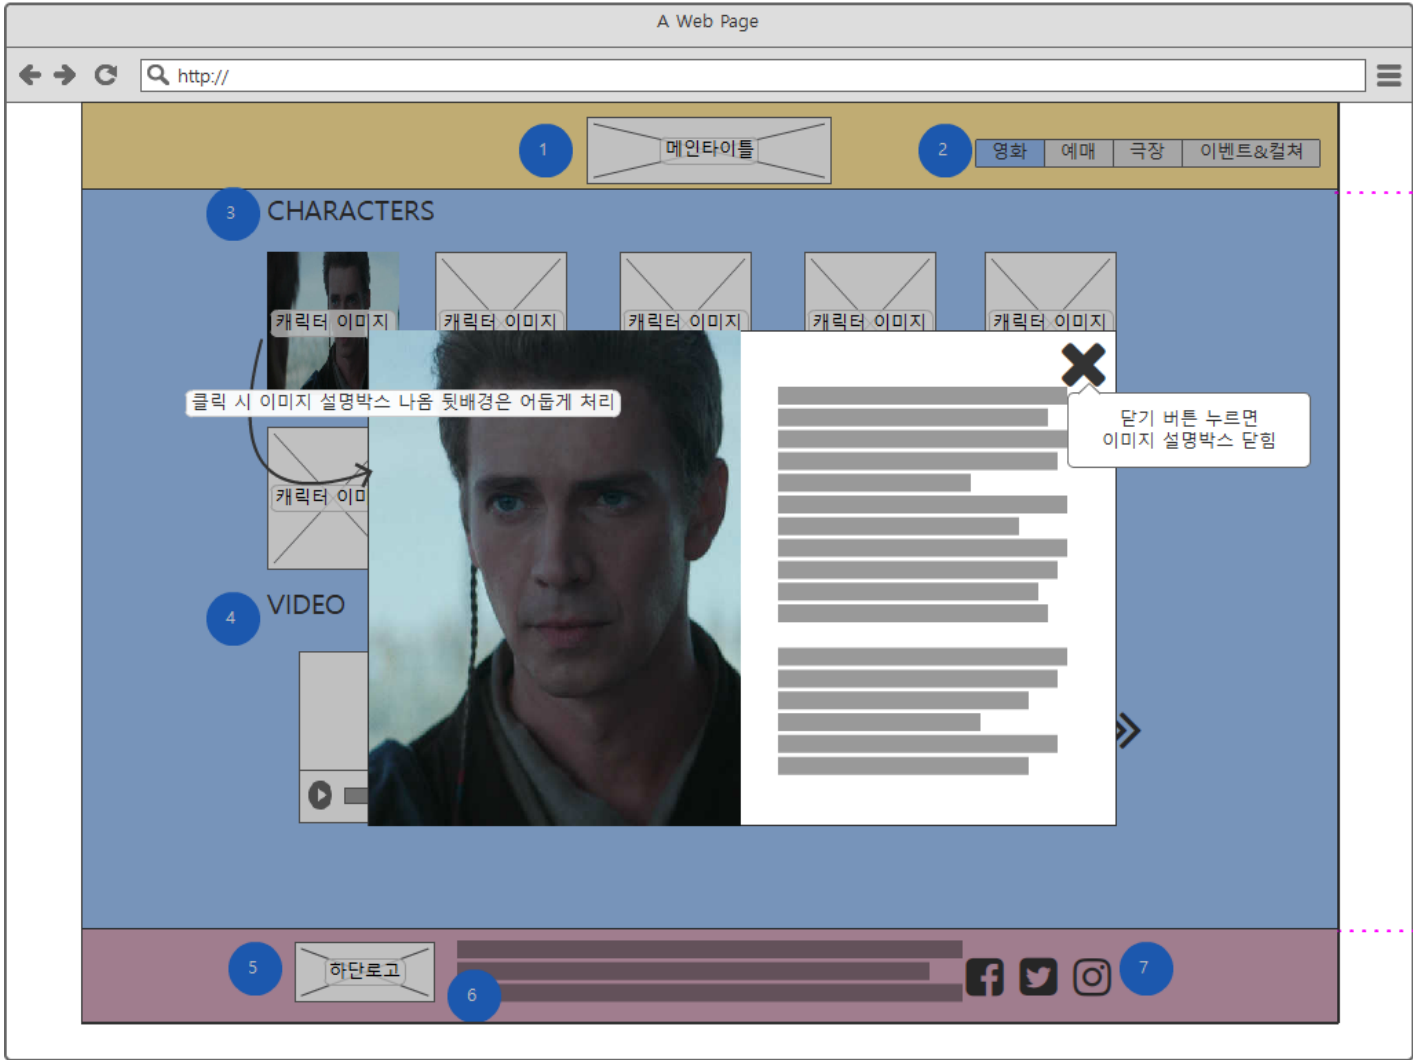 A Web Page
http://
1
메인타이틀
2
영화
예매
극장
이벤트&컬쳐
3
CHARACTERS
캐릭터 이미지
캐릭터 이미지
캐릭터 이미지
캐릭터 이미지
캐릭터 이미지
클릭 시 이미지 설명박스 나옴 뒷배경은 어둡게 처리
닫기 버튼 누르면
이미지 설명박스 닫힘
캐릭터 이미
4
VIDEO
5
하단로고
6
7